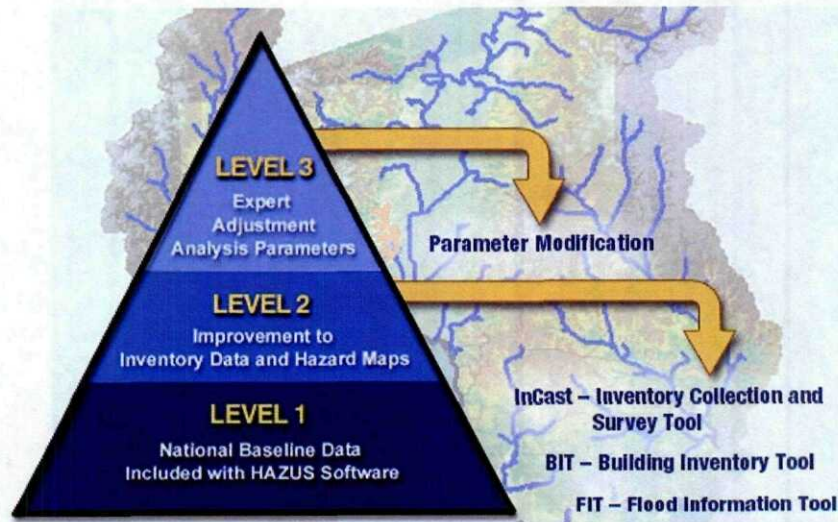 LEVEL 3
Expert
Adjustment
Analysis Parameters
Parameter Modification
LEVEL 2
Improvement to
Inventory Data and Hazard Maps
LEVEL 1
National Baseline Data
Included with HAZUS Software
InCast – Inventory Collection and
Survey Tool
BIT – Building Inventory Tool
FIT – Flood Information Tool